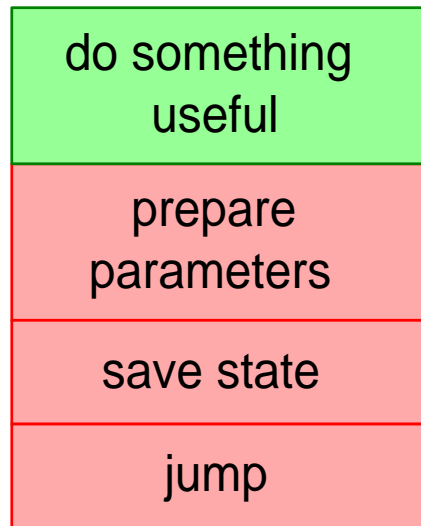 do something
useful
prepare
parameters
save state
jump